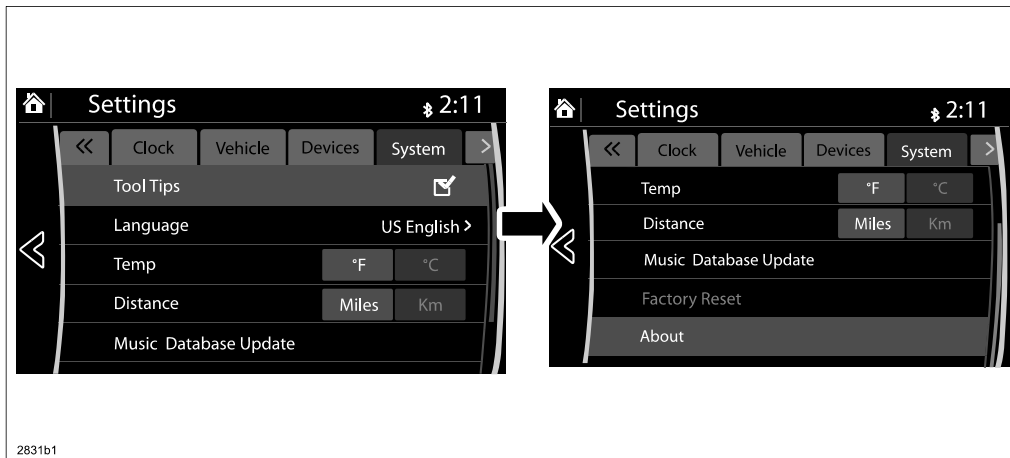 Settings 2:11
<< Clock Vehicle Devices System >
Tool Tips
Language US English >
Temp °F °C
Distance Miles Km
Music Database Update
Settings 2:11
<< Clock Vehicle Devices System >
Temp °F °C
Distance Miles Km
Music Database Update
Factory Reset
About
2831b1